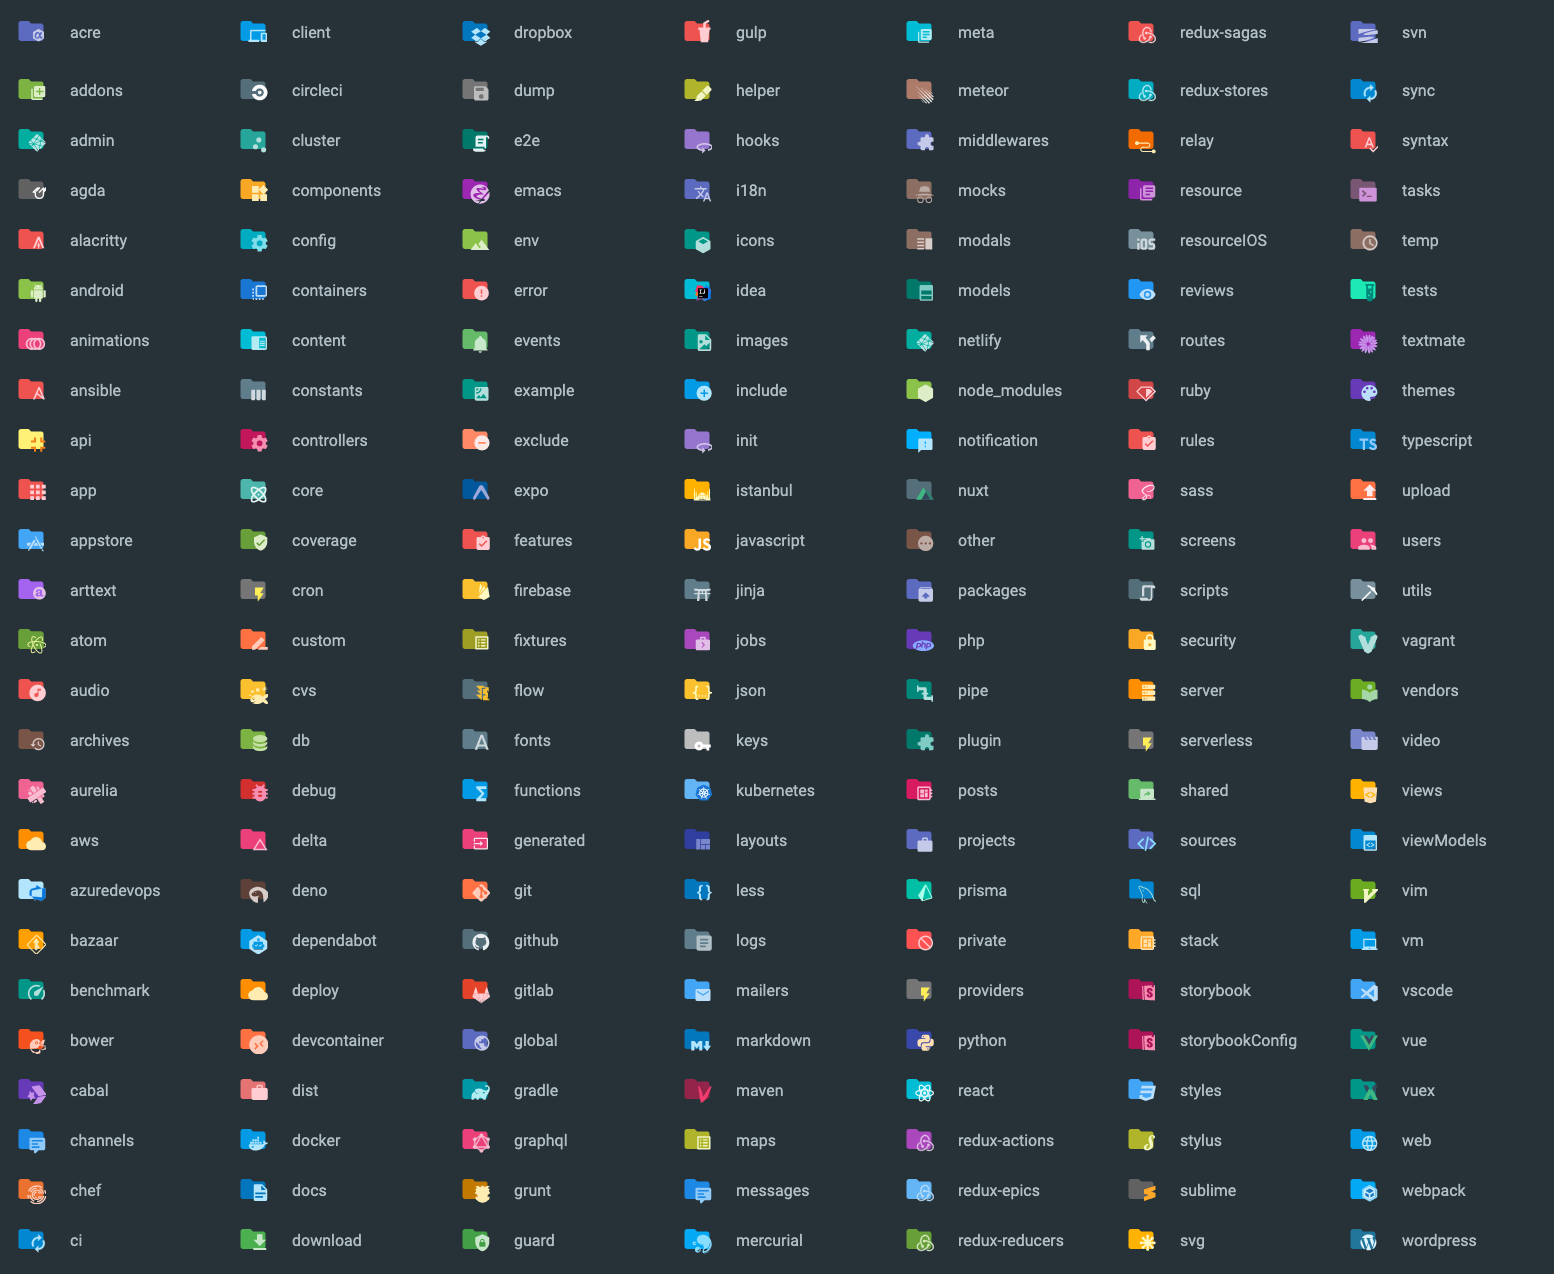 acre
addons
admin
agda
alacritty
android
animations
ansible
api
app
appstore
arttext
atom
audio
archives
aurelia
aws
azuredevops
bazaar
benchmark
bower
cabal
channels
chef
ci
client
circleci
cluster
components
config
containers
content
constants
controllers
core
coverage
cron
custom
cvs
db
debug
delta
deno
dependabot
deploy
devcontainer
dist
docker
docs
download
dropbox
dump
e2e
emacs
env
error
events
example
exclude
expo
features
firebase
fixtures
flow
fonts
functions
generated
git
github
gitlab
global
gradle
graphql
grunt
guard
gulp
helper
hooks
i18n
icons
idea
images
include
init
istanbul
javascript
jinja
jobs
json
keys
kubernetes
layouts
less
logs
mailers
markdown
maven
maps
messages
mercurial
meta
meteor
middlewares
mocks
modals
models
netlify
node_modules
notification
nuxt
other
packages
php
pipe
plugin
posts
projects
prisma
private
providers
python
react
redux-actions
redux-epics
redux-reducers
redux-sagas
redux-stores
relay
resource
resourceIOS
reviews
routes
ruby
rules
sass
screens
scripts
security
server
serverless
shared
sources
sql
stack
storybook
storybookConfig
styles
stylus
sublime
svg
svn
sync
syntax
tasks
temp
tests
textmate
themes
typescript
upload
users
utils
vagrant
vendors
video
views
viewModels
vim
vm
vscode
vue
vuex
web
webpack
wordpress